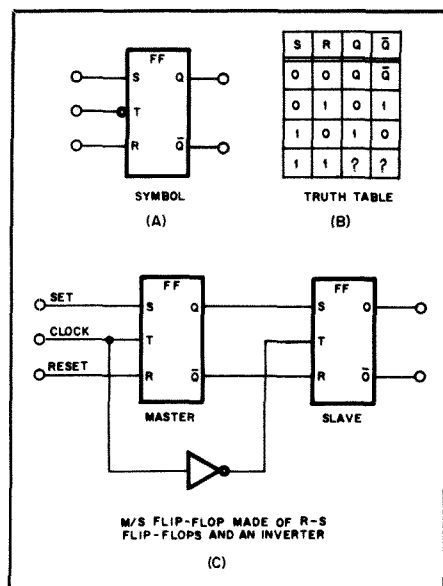 FF
S Q
T
R Q̅
SYMBOL
(A)
S R Q Q̅
0 0 Q Q̅
0 1 0 1
1 0 1 0
1 1 ? ?
TRUTH TABLE
(B)
SET
CLOCK
RESET
FF
S Q
T
R Q̅
MASTER
FF
S Q
T
R Q̅
SLAVE
M/S FLIP-FLOP MADE OF R-S
FLIP-FLOPS AND AN INVERTER
(C)